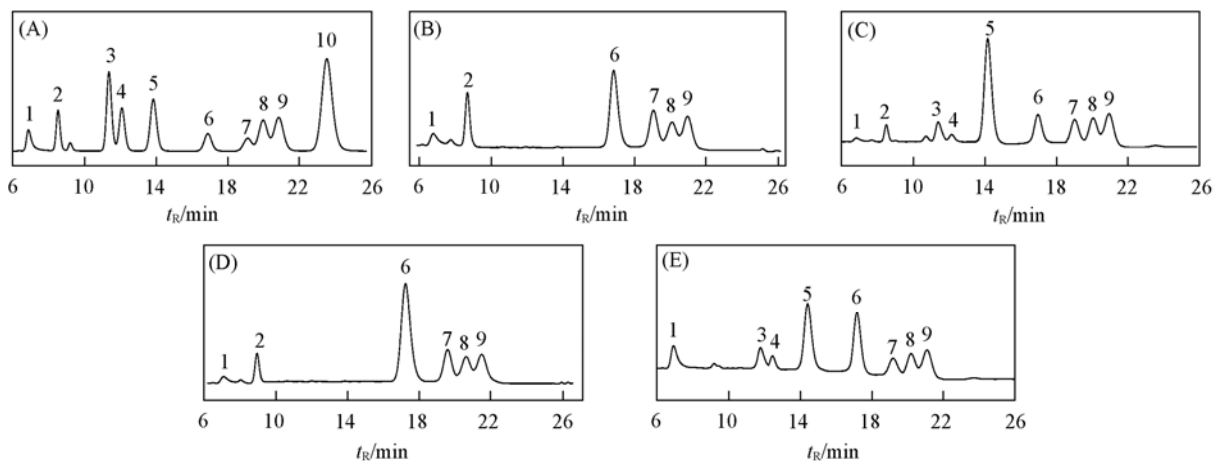 (A)
1 2 3 4 5 6 7 8 9 10
6 10 14 18 22 26
tR/min
(B)
1 2 6 7 8 9
6 10 14 18 22 26
tR/min
(C)
1 2 3 4 5 6 7 8 9
6 10 14 18 22 26
tR/min
(D)
1 2 6 7 8 9
6 10 14 18 22 26
tR/min
(E)
1 3 4 5 6 7 8 9
6 10 14 18 22 26
tR/min